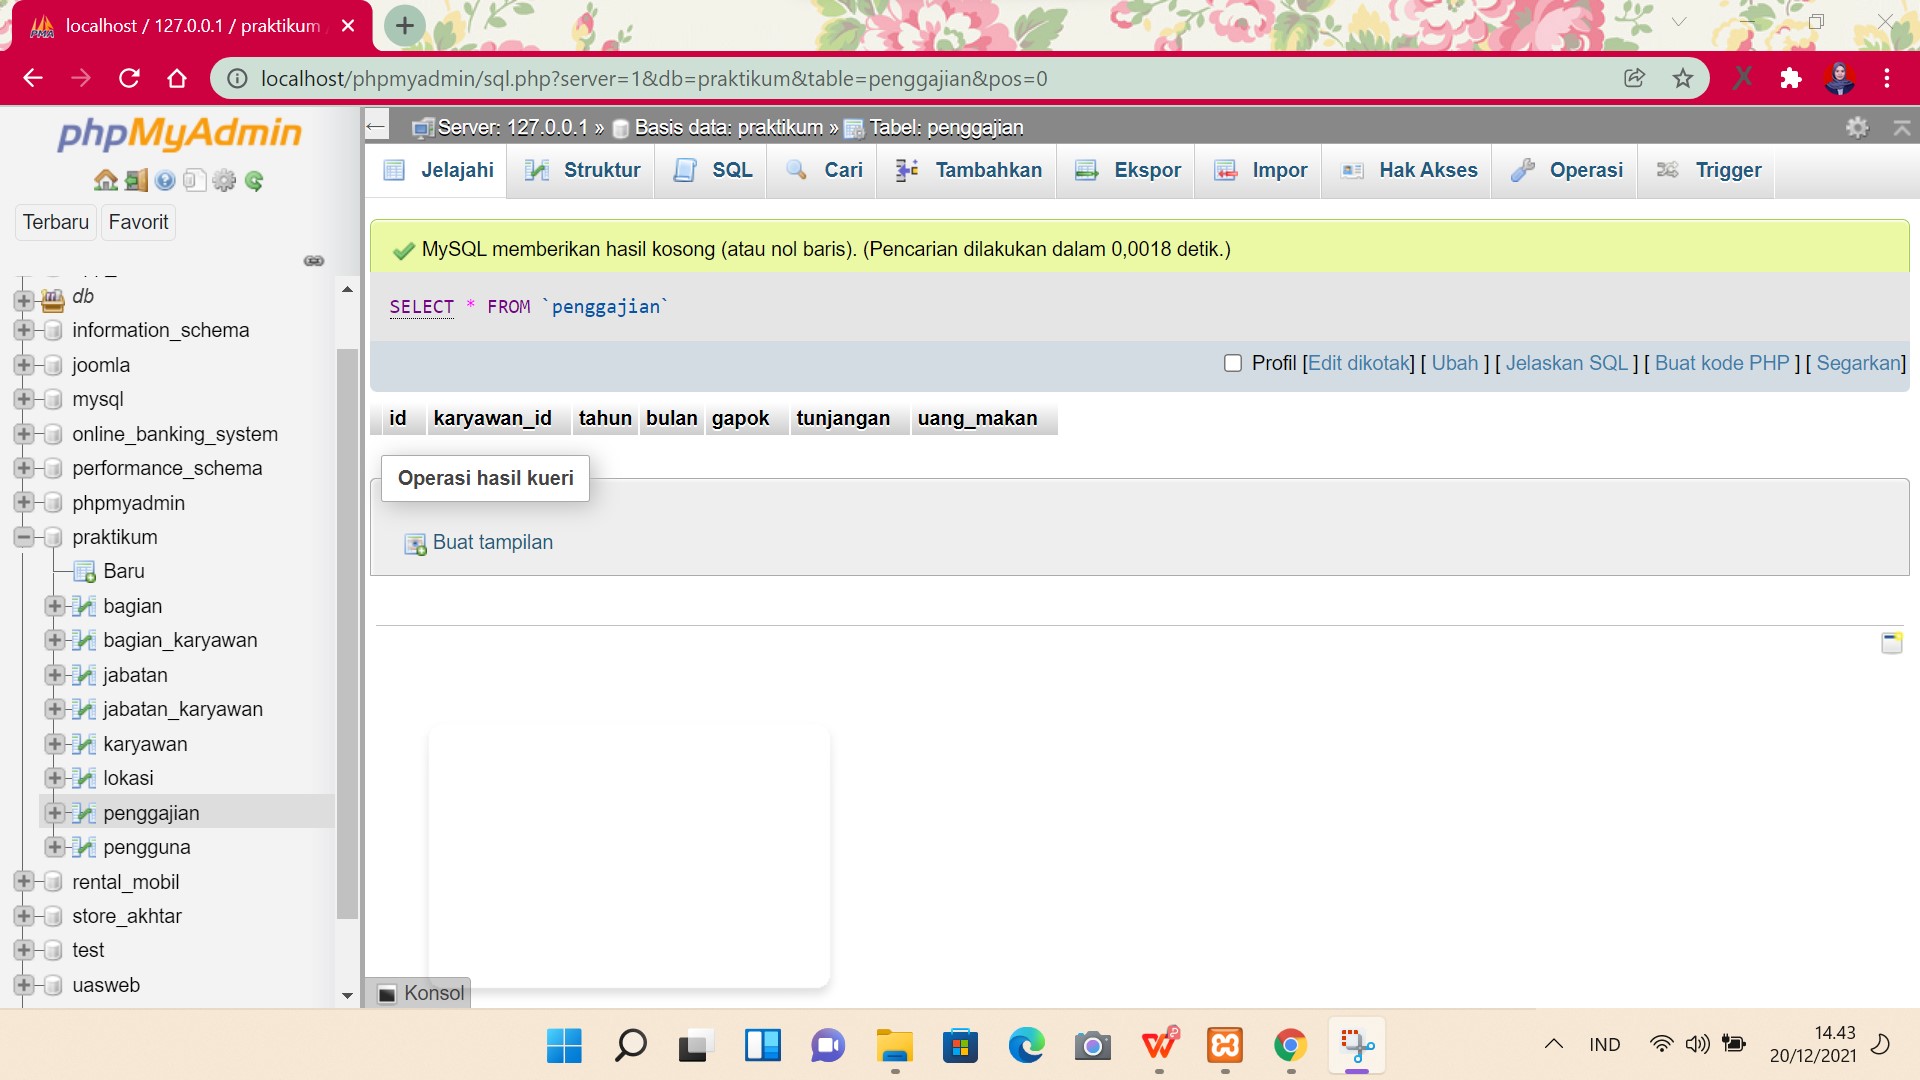 localhost / 127.0.0.1 / praktikum
localhost/phpmyadmin/sql.php?server=1&db=praktikum&table=penggajian&pos=0
phpMyAdmin
Terbaru Favorit
db
information_schema
joomla
mysql
online_banking_system
performance_schema
phpmyadmin
praktikum
Baru
bagian
bagian_karyawan
jabatan
jabatan_karyawan
karyawan
lokasi
penggajian
pengguna
rental_mobil
store_akhtar
test
uasweb
Server: 127.0.0.1 » Basis data: praktikum » Tabel: penggajian
Jelajahi Struktur SQL Cari Tambahkan Ekspor Impor Hak Akses Operasi Trigger
MySQL memberikan hasil kosong (atau nol baris). (Pencarian dilakukan dalam 0,0018 detik.)
SELECT * FROM `penggajian`
Profil [Edit dikotak] [ Ubah ] [ Jelaskan SQL ] [ Buat kode PHP ] [ Segarkan]
id karyawan_id tahun bulan gapok tunjangan uang_makan
Operasi hasil kueri
Buat tampilan
Konsol
IND
14.43
20/12/2021